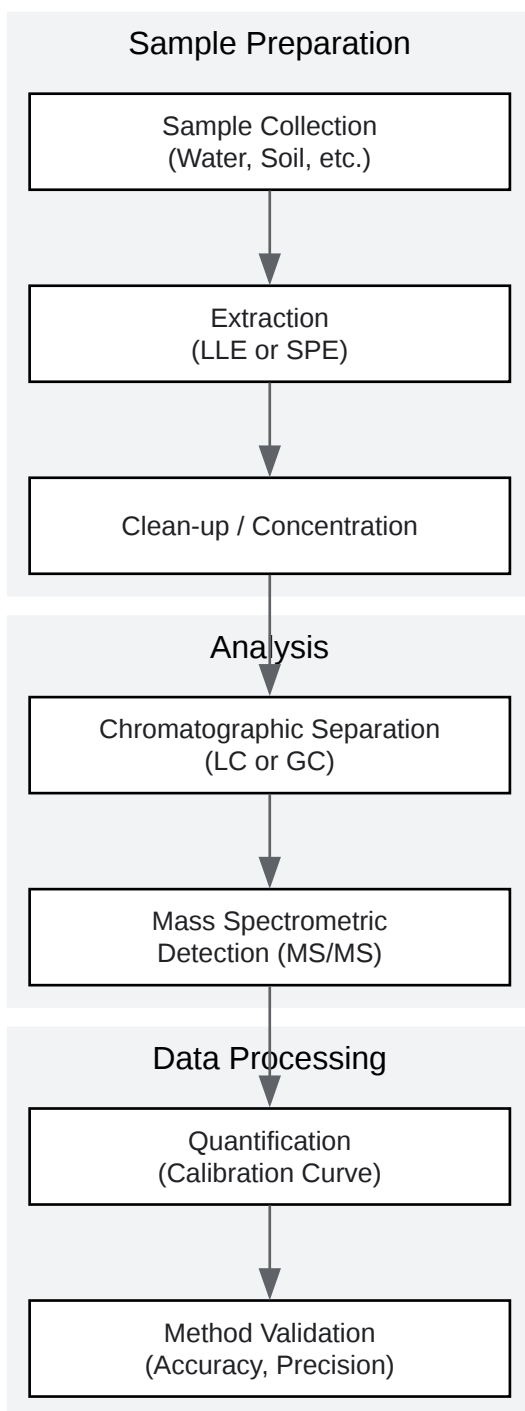 Sample Preparation
Sample Collection
(Water, Soil, etc.)
Extraction
(LLE or SPE)
Clean-up / Concentration
Analysis
Chromatographic Separation
(LC or GC)
Mass Spectrometric
Detection (MS/MS)
Data Processing
Quantification
(Calibration Curve)
Method Validation
(Accuracy, Precision)